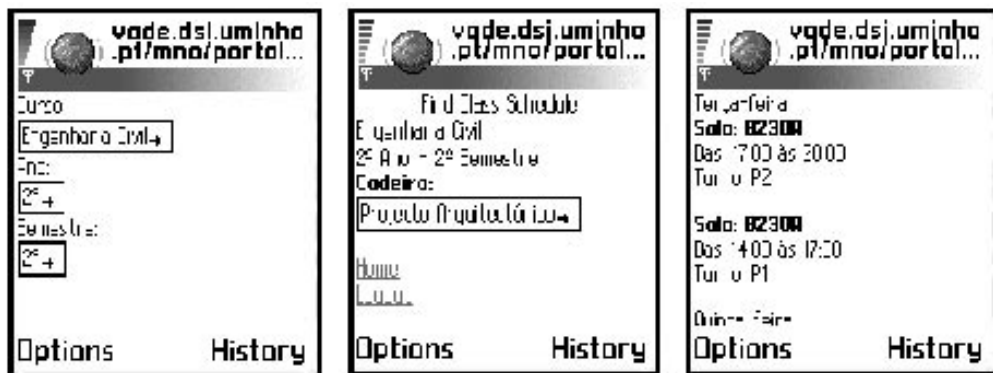 vade.dsi.uminho
.pt/mno/portal...
Curso
Engenharia Civil
Ano:
2º
Semestre:
2º
Options History
vade.dsi.uminho
.pt/mno/portal...
Find Class Schedule
Engenharia Civil
2º Ano - 2º Semestre
Cadeira:
Projecto Arquitectónico
Home
Logout
Options History
vade.dsi.uminho
.pt/mno/portal...
Terça-feira
Sala:
Das 17:00 às 20:00
Turno P2
Sala:
Das 14:00 às 17:00
Turno P1
Quinta-Feira
Options History